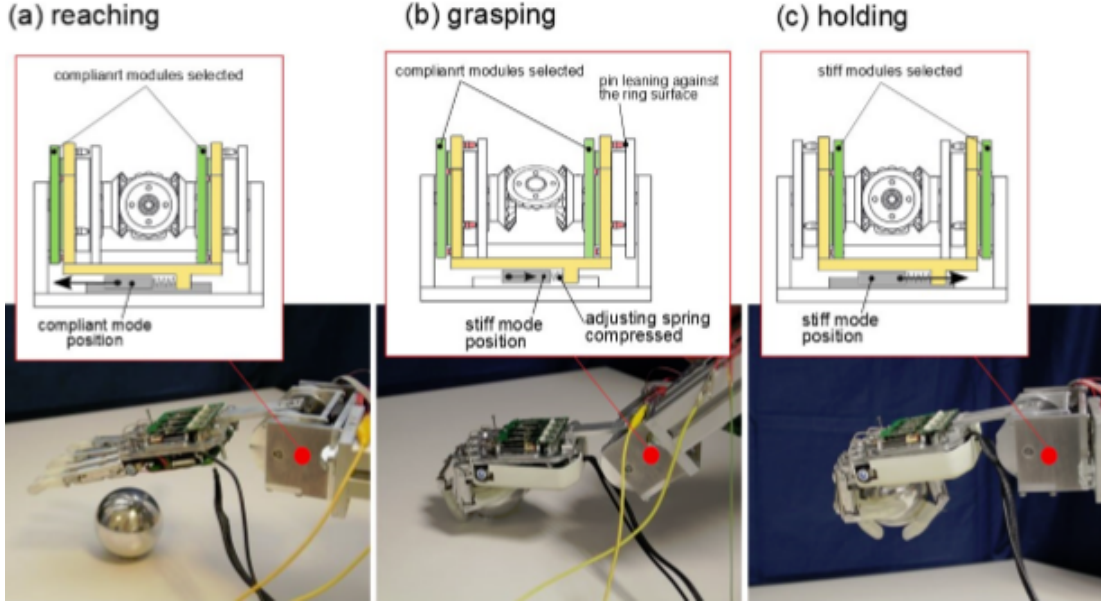 (a) reaching
complianrt modules selected
compliant mode
position
(b) grasping
complianrt modules selected
pin leaning against
the ring surface
stiff mode
position
adjusting spring
compressed
(c) holding
stiff modules selected
stiff mode
position